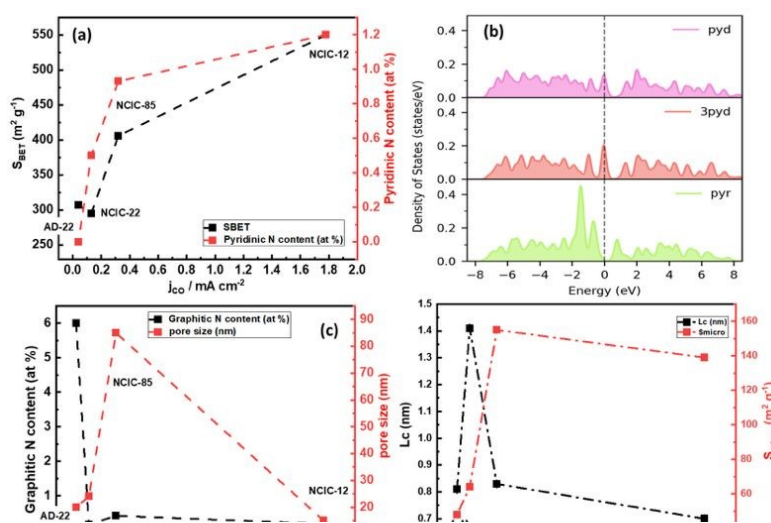 (a)
S_BET (m² g⁻¹)
550
500
450
400
350
300
250
NCIC-12
NCIC-85
NCIC-22
AD-22
SBET
Pyridinic N content (at %)
1.2
1.0
0.8
0.6
0.4
0.2
0.0
Pyridinic N content (at %)
0.0 0.2 0.4 0.6 0.8 1.0 1.2 1.4 1.6 1.8 2.0
j_CO / mA cm⁻²
(b)
Density of States (states/eV)
0.4
0.2
0.0
pyd
0.4
0.2
0.0
3pyd
0.4
0.2
0.0
pyr
−8 −6 −4 −2 0 2 4 6 8
Energy (eV)
(c)
Graphitic N content (at %)
6
5
4
3
2
1
Graphitic N content (at %)
pore size (nm)
NCIC-85
NCIC-12
AD-22
90
80
70
60
50
40
30
20
pore size (nm)
Lc (nm)
1.5
1.4
1.3
1.2
1.1
1.0
0.9
0.8
0.7
Lc (nm)
Smicro
160
140
120
100
80
60
(m² g⁻¹)